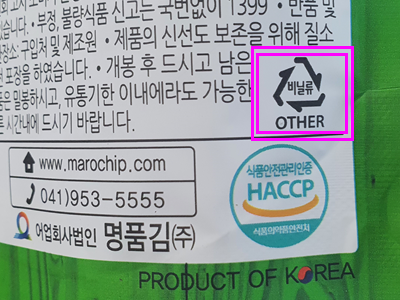 부정, 불량식품 신고는 국번없이 1399 • 반품 및
장소: 구입처 및 제조원 • 제품의 신선도 보존을 위해 질소
포장을 하였습니다. • 개봉 후 드시고 남은
밀봉하시고, 유통기한 이내에라도 가능한
시간내에 드시기 바랍니다.
비닐류
OTHER
www.marochip.com
041)953-5555
식품안전관리인증
HACCP
식품의약품안전처
어업회사법인 명품김(주)
PRODUCT OF KOREA